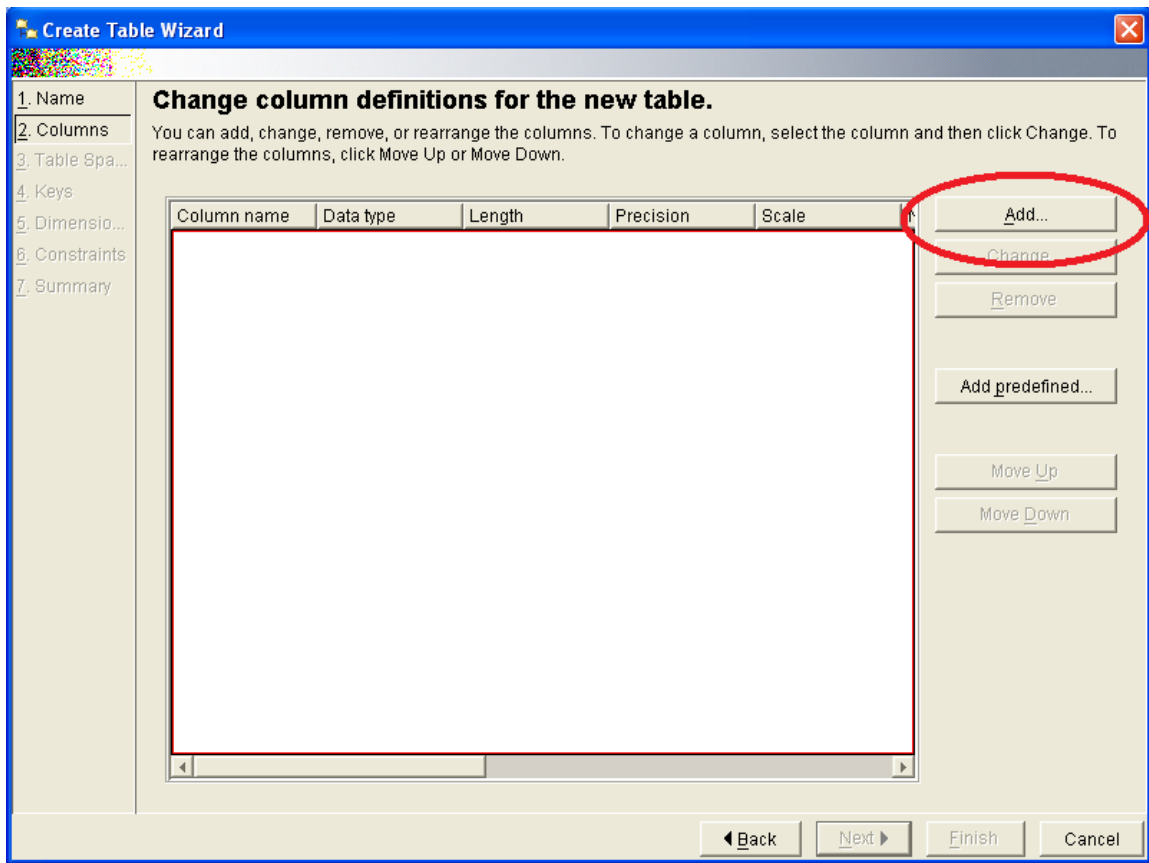 Create Table Wizard
1. Name
2. Columns
3. Table Spa...
4. Keys
5. Dimensio...
6. Constraints
7. Summary
Change column definitions for the new table.
You can add, change, remove, or rearrange the columns. To change a column, select the column and then click Change. To
rearrange the columns, click Move Up or Move Down.
Column name Data type Length Precision Scale
Add...
Change
Remove
Add predefined...
Move Up
Move Down
Back Next Finish Cancel